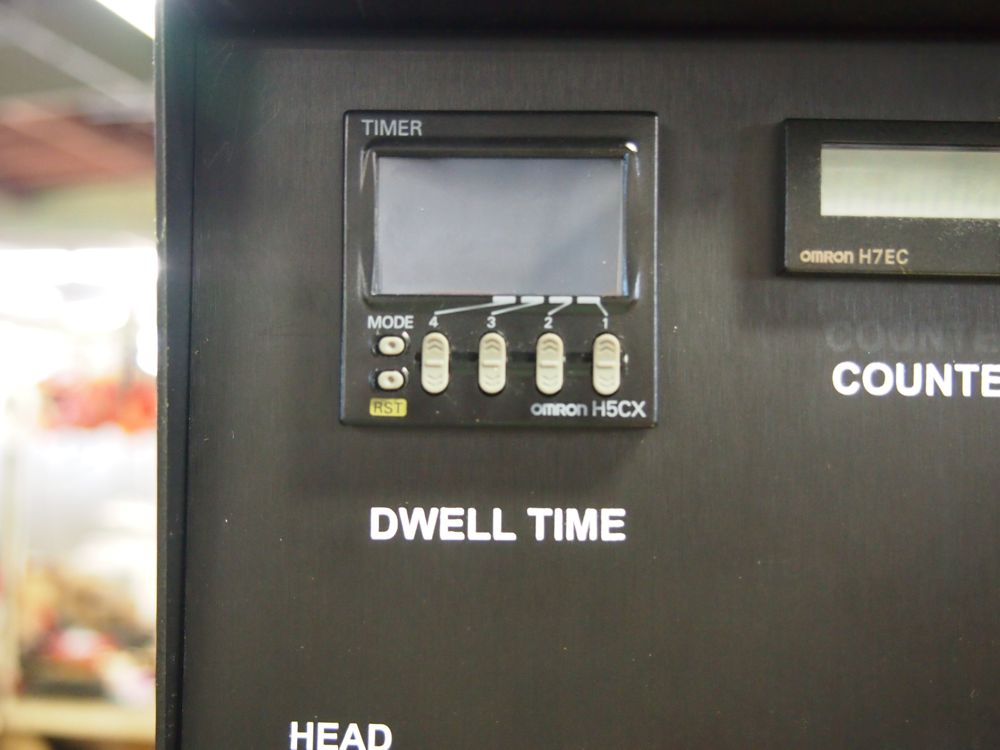 TIMER
MODE 4 3 2 1
RST
omron H5CX
omron H7EC
COUNTE
DWELL TIME
HEAD